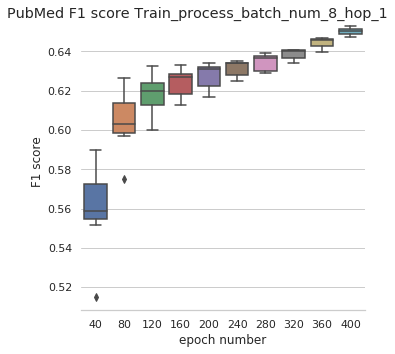 PubMed F1 score Train_process_batch_num_8_hop_1
0.64
0.62
0.60
0.58
0.56
0.54
0.52
F1 score
40 80 120 160 200 240 280 320 360 400
epoch number